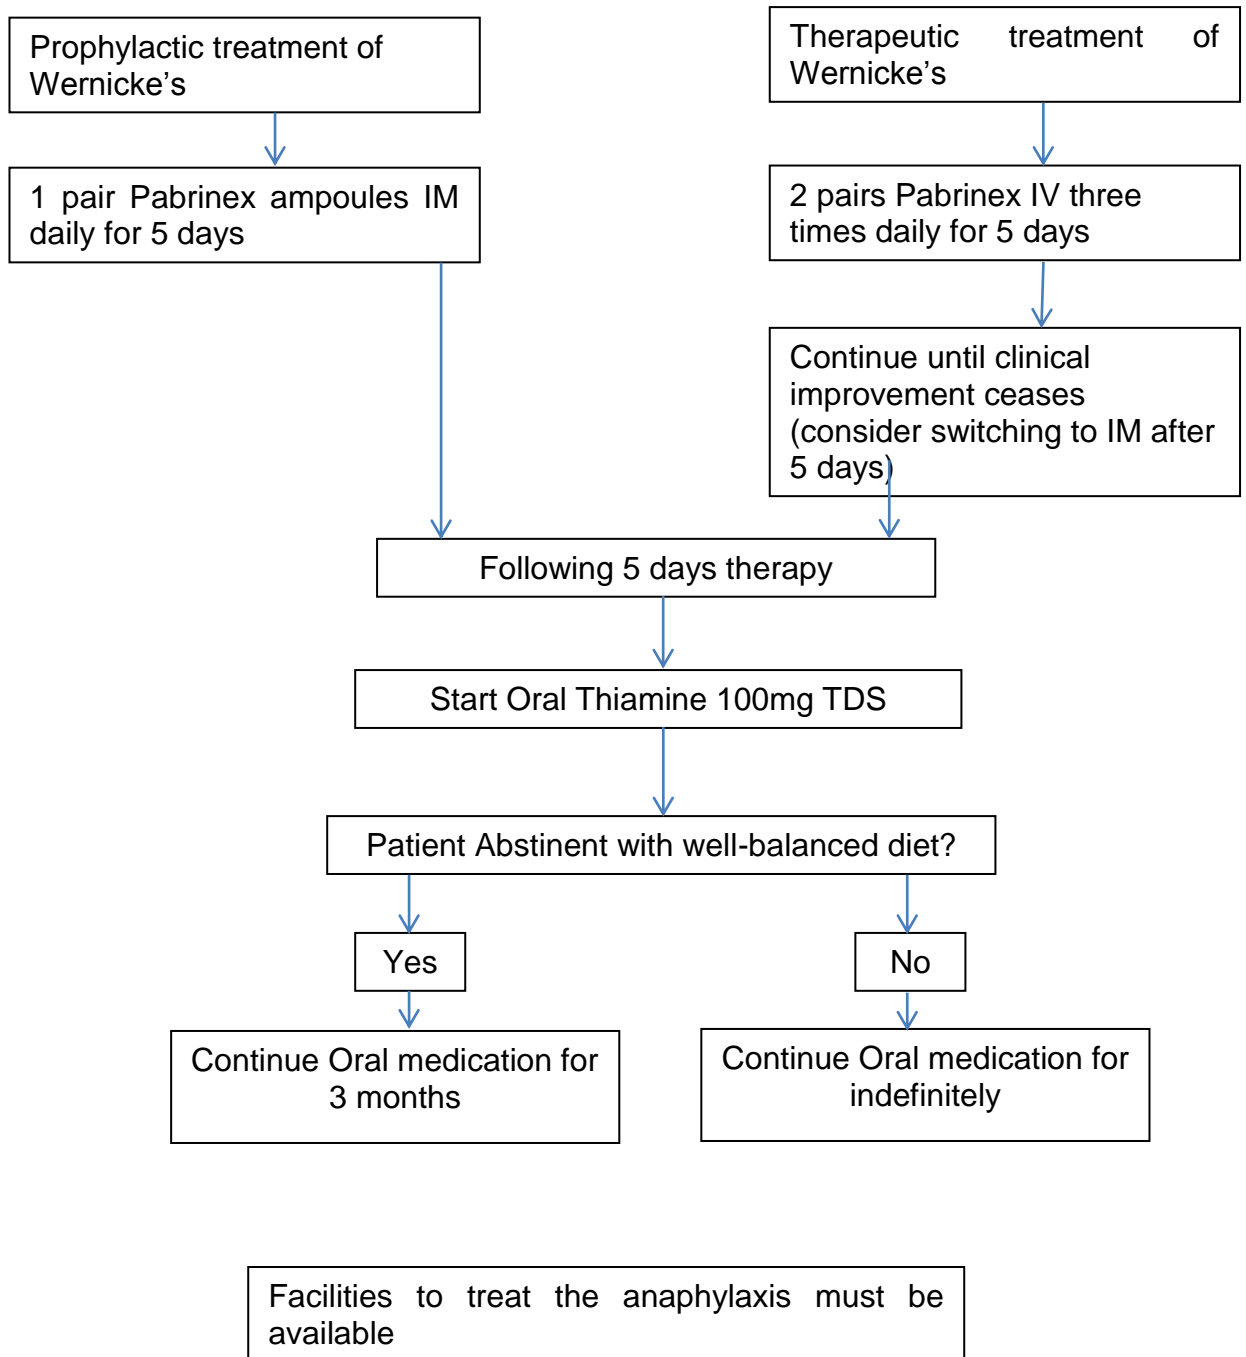 Prophylactic treatment of
Wernicke’s
Therapeutic treatment of
Wernicke’s
1 pair Pabrinex ampoules IM
daily for 5 days
2 pairs Pabrinex IV three
times daily for 5 days
Continue until clinical
improvement ceases
(consider switching to IM after
5 days)
Following 5 days therapy
Start Oral Thiamine 100mg TDS
Patient Abstinent with well-balanced diet?
Yes
No
Continue Oral medication for
3 months
Continue Oral medication for
indefinitely
Facilities to treat the anaphylaxis must be
available